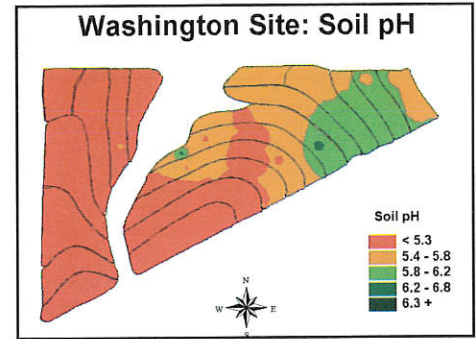 Washington Site: Soil pH
Soil pH
< 5.3
5.4 - 5.8
5.8 - 6.2
6.2 - 6.8
6.3 +
N
W E
S